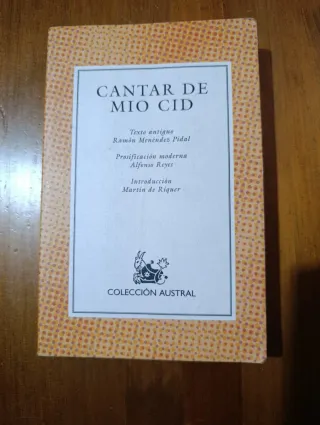 CANTAR DE
MIO CID
Texto antiguo
Ramón Menéndez Pidal
Prosificación moderna
Alfonso Reyes
Introducción
Martín de Riquer
COLECCIÓN AUSTRAL